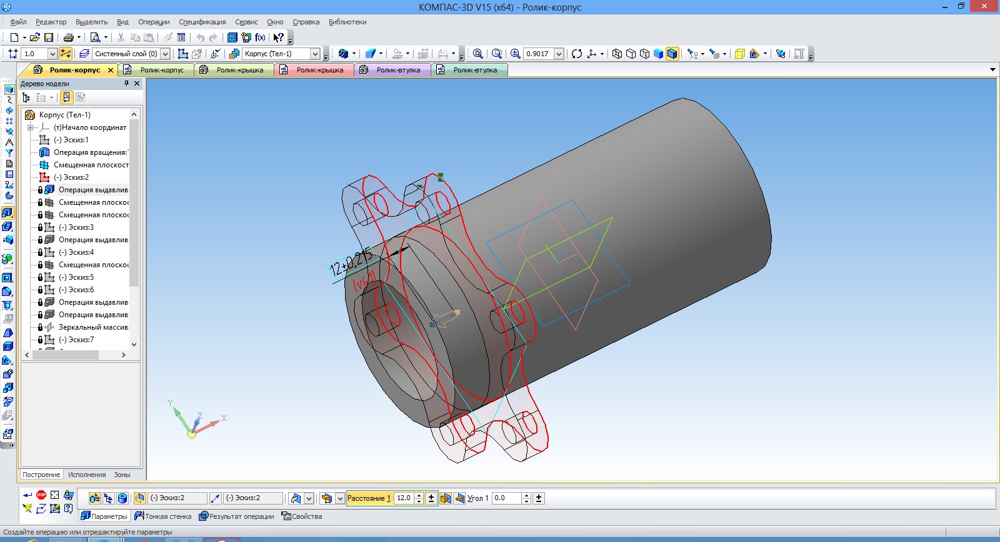 КОМПАС-3D V15 (x64) - Ролик-корпус
Файл Редактор Выделить Вид Операции Спецификация Сервис Окно Справка Библиотеки
f(x)
1.0 Системный слой (0) Корпус (Тел-1) 0.9017
Ролик-корпус Ролик-корпус Ролик-крышка Ролик-крышка Ролик-втулка Ролик-втулка
Дерево модели
Корпус (Тел-1)
(т)Начало координат
(-) Эскиз:1
Операция вращения:1
Смещенная плоскост
(-) Эскиз:2
Операция выдавлив
Смещенная плоскос
Смещенная плоскос
(-) Эскиз:3
Операция выдавлив
(-) Эскиз:4
Смещенная плоскос
(-) Эскиз:5
(-) Эскиз:6
Операция выдавлив
Операция выдавлив
Зеркальный массив:
(-) Эскиз:7
12±0,215
(v41)
Y
Z
X
Построение Исполнения Зоны
STOP (-) Эскиз:2 (-) Эскиз:2 Расстояние 1 12.0 Угол 1 0.0
Параметры Тонкая стенка Результат операции Свойства
Создайте операцию или отредактируйте параметры